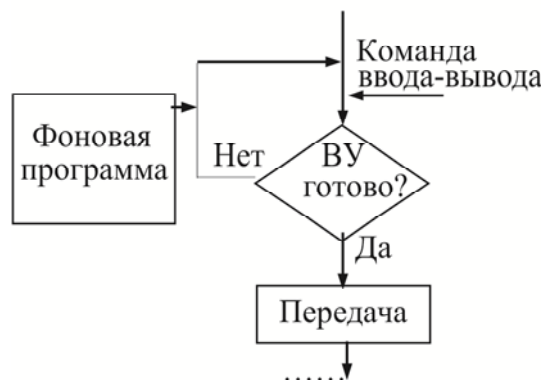 Команда
ввода-вывода
Фоновая
программа
Нет
ВУ
готово?
Да
Передача
......